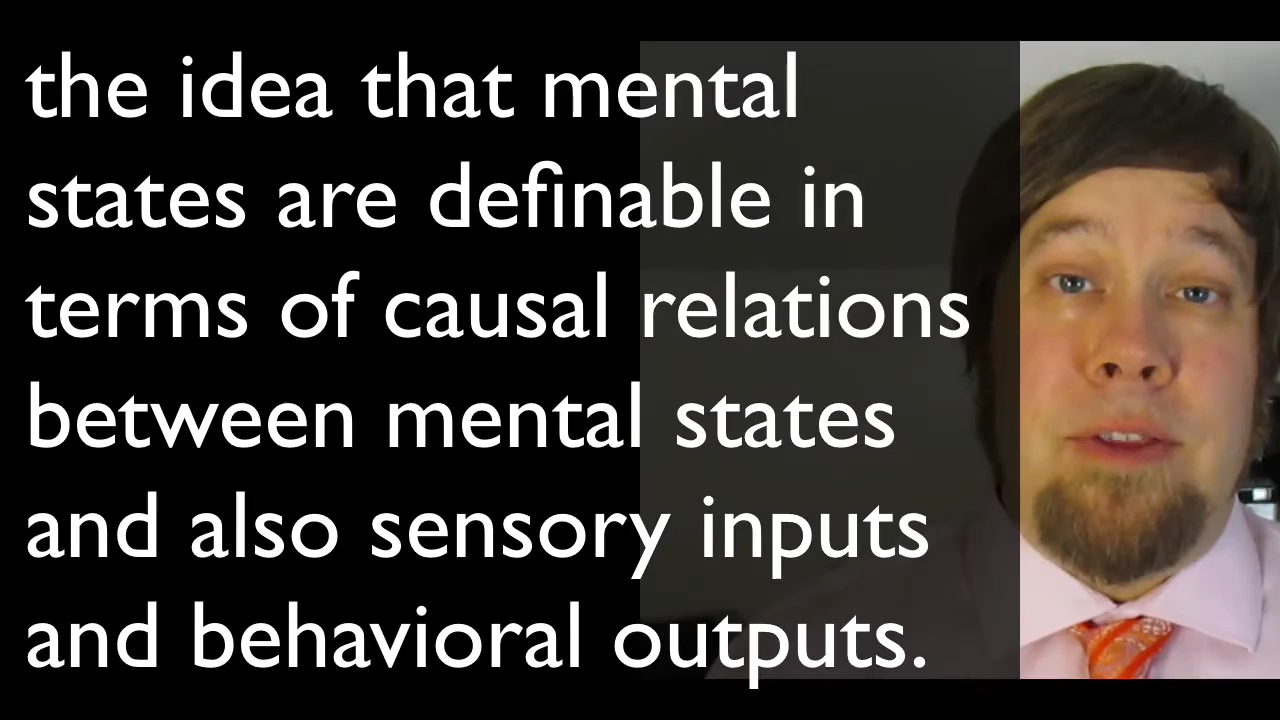 the idea that mental
states are definable in
terms of causal relations
between mental states
and also sensory inputs
and behavioral outputs.